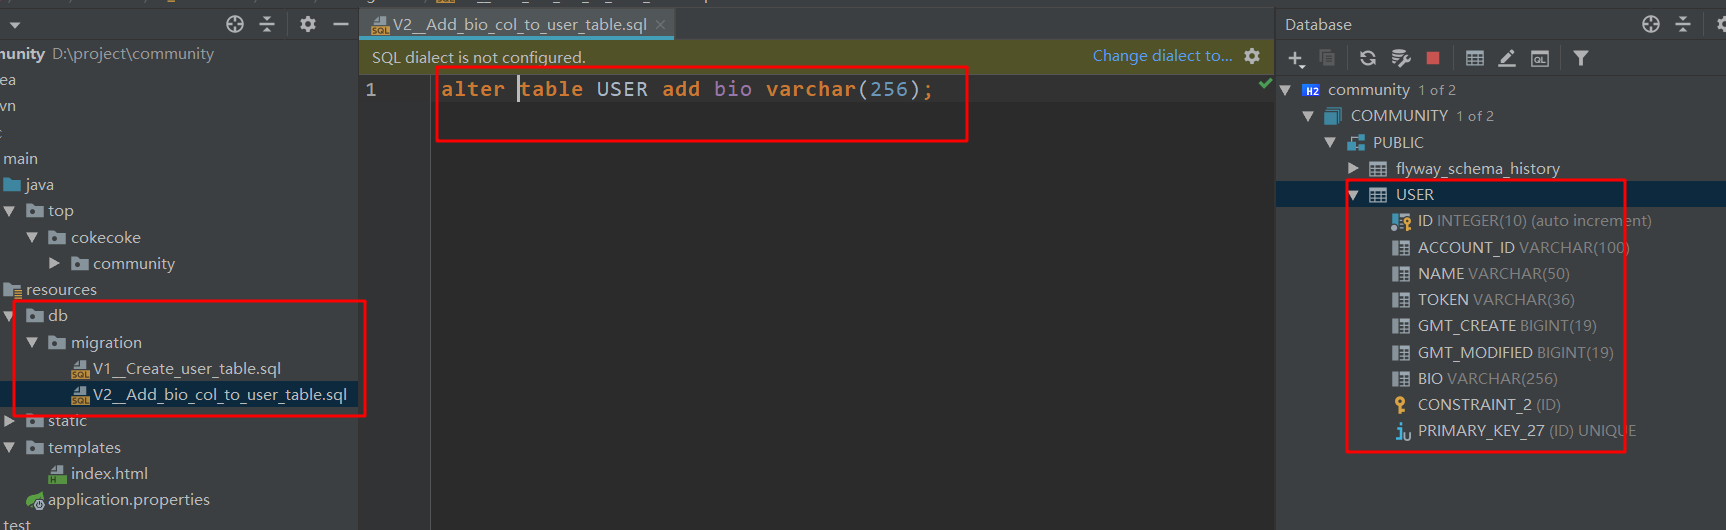 munity D:\project\community
ea
vn
main
java
top
cokecoke
community
resources
db
migration
V1__Create_user_table.sql
V2__Add_bio_col_to_user_table.sql
static
templates
index.html
application.properties
test
V2__Add_bio_col_to_user_table.sql
SQL dialect is not configured.
Change dialect to...
1 alter table USER add bio varchar(256);
Database
community 1 of 2
COMMUNITY 1 of 2
PUBLIC
flyway_schema_history
USER
ID INTEGER(10) (auto increment)
ACCOUNT_ID VARCHAR(100)
NAME VARCHAR(50)
TOKEN VARCHAR(36)
GMT_CREATE BIGINT(19)
GMT_MODIFIED BIGINT(19)
BIO VARCHAR(256)
CONSTRAINT_2 (ID)
PRIMARY_KEY_27 (ID) UNIQUE